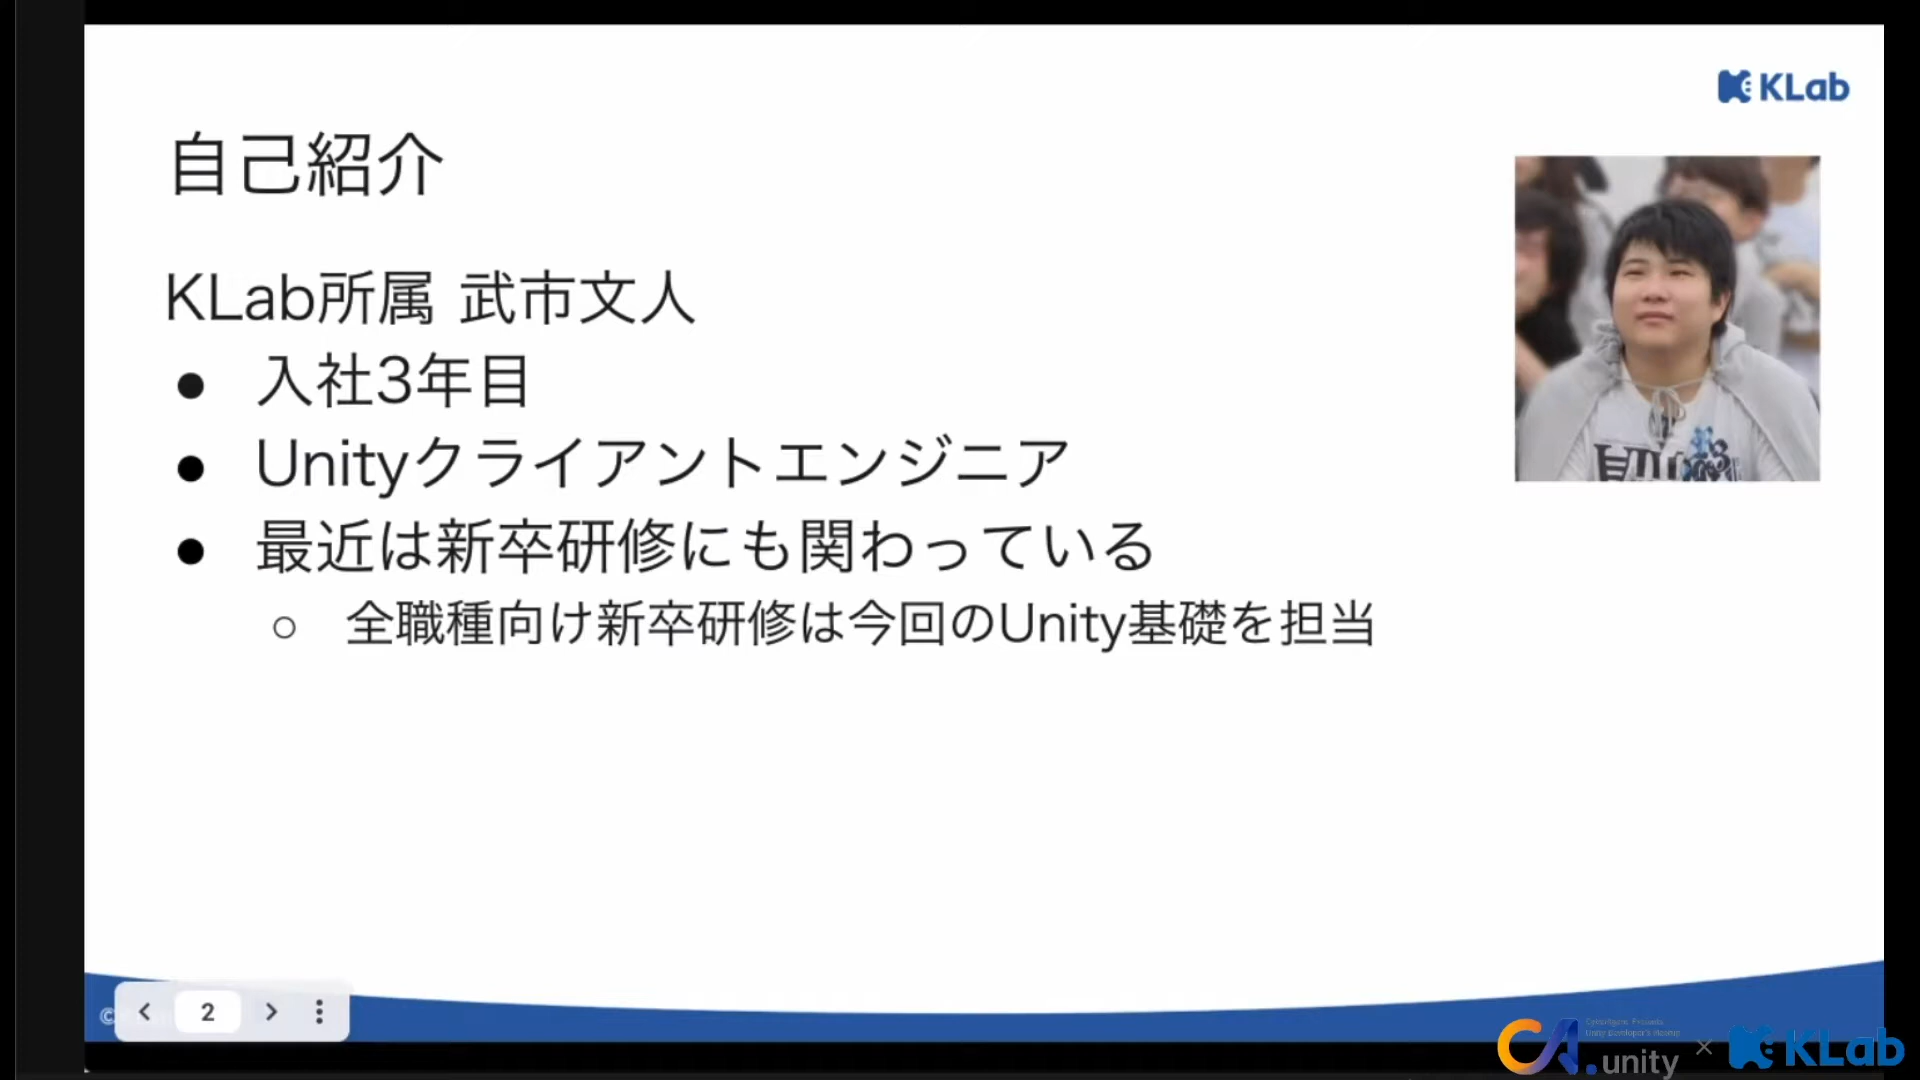 KLab
自己紹介
KLab所属 武市文人
● 入社3年目
● Unityクライアントエンジニア
● 最近は新卒研修にも関わっている
○ 全職種向け新卒研修は今回のUnity基礎を担当
2
CA.unity × KLab